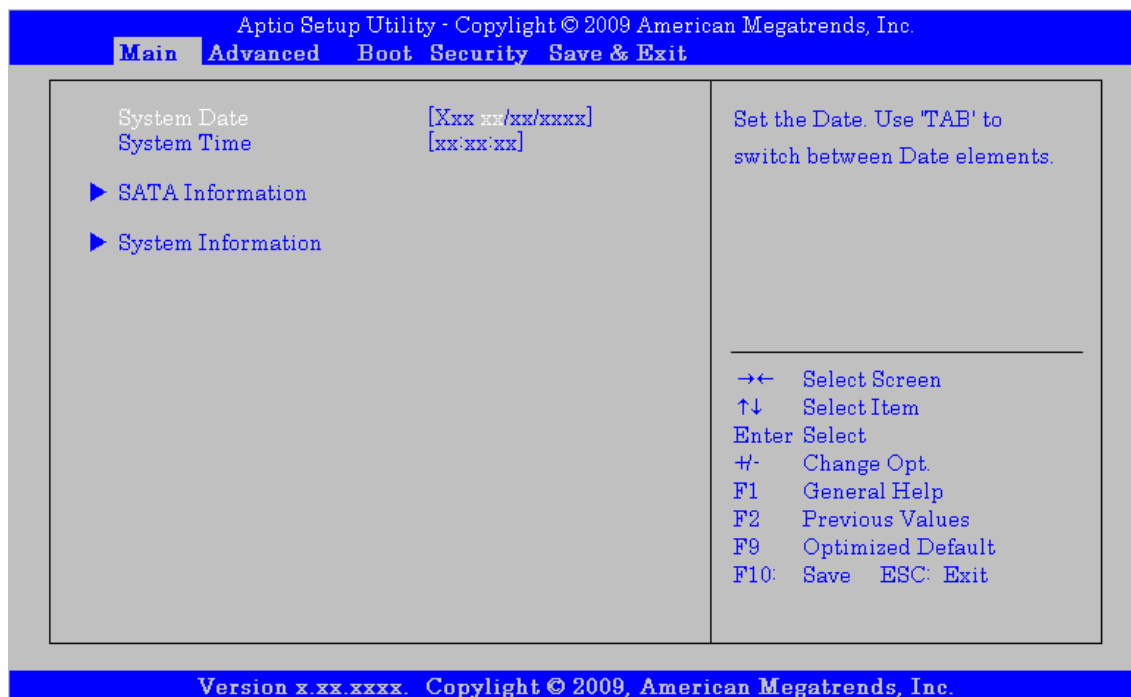 Aptio Setup Utility - Copylight © 2009 American Megatrends, Inc.
Main Advanced Boot Security Save & Exit
System Date [Xxx xx/xx/xxxx]
System Time [xx:xx:xx]
▶ SATA Information
▶ System Information
Set the Date. Use 'TAB' to
switch between Date elements.
→← Select Screen
↑↓ Select Item
Enter Select
+/- Change Opt.
F1 General Help
F2 Previous Values
F9 Optimized Default
F10: Save ESC: Exit
Version x.xx.xxxx. Copylight © 2009, American Megatrends, Inc.